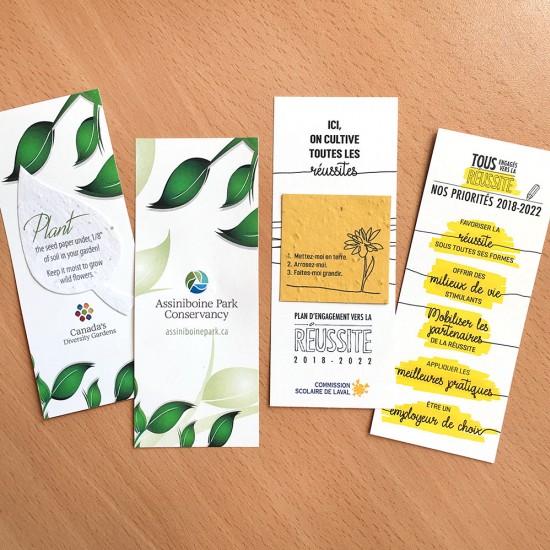 Plant
the seed paper under, 1/8"
of soil in your garden!
Keep it moist to grow
wild flowers.
Canada's
Diversity Gardens
Assiniboine Park
Conservancy
assiniboinepark.ca
ICI,
ON CULTIVE
TOUTES LES
réussites
1. Mettez-moi en terre.
2. Arrosez-moi.
3. Faites-moi grandir.
PLAN D'ENGAGEMENT VERS LA
RÉUSSITE
2018-2022
COMMISSION
SCOLAIRE DE LAVAL
TOUS ENGAGÉS
VERS LA
RÉUSSITE
NOS PRIORITÉS 2018-2022
FAVORISER LA
réussite
SOUS TOUTES SES FORMES
OFFRIR DES
milieux de vie
STIMULANTS
Mobiliser les
partenaires
DE LA RÉUSSITE
APPLIQUER LES
meilleures pratiques
ÊTRE UN
employeur de choix